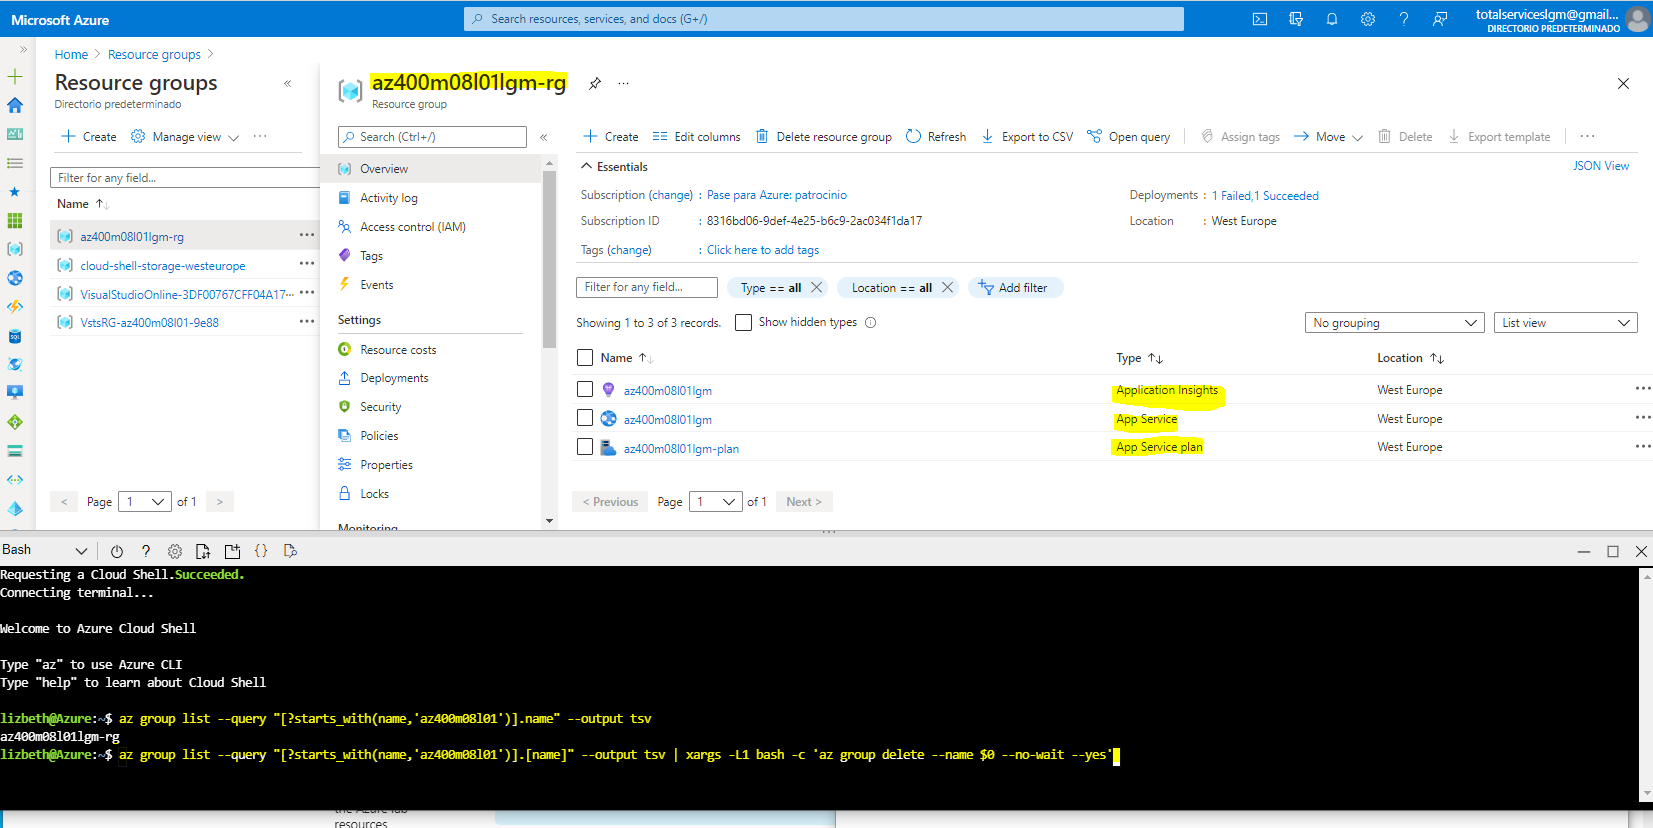 Microsoft Azure
Search resources, services, and docs (G+/)
totalserviceslgm@gmail...
DIRECTORIO PREDETERMINADO
Home > Resource groups >
Resource groups
Directorio predeterminado
+ Create Manage view ...
Filter for any field...
Name ↑↓
az400m08l01lgm-rg ...
cloud-shell-storage-westeurope ...
VisualStudioOnline-3DF00767CFF04A17... ...
VstsRG-az400m08l01-9e88 ...
< Page 1 of 1 >
az400m08l01lgm-rg
Resource group
Search (Ctrl+/)
Overview
Activity log
Access control (IAM)
Tags
Events
Settings
Resource costs
Deployments
Security
Policies
Properties
Locks
Monitoring
+ Create Edit columns Delete resource group Refresh Export to CSV Open query Assign tags Move Delete Export template ...
Essentials
JSON View
Subscription (change) : Pase para Azure: patrocinio
Deployments : 1 Failed,1 Succeeded
Subscription ID : 8316bd06-9def-4e25-b6c9-2ac034f1da17
Location : West Europe
Tags (change) : Click here to add tags
Filter for any field... Type == all Location == all Add filter
Showing 1 to 3 of 3 records. Show hidden types
No grouping List view
Name ↑↓ Type ↑↓ Location ↑↓
az400m08l01lgm Application Insights West Europe ...
az400m08l01lgm App Service West Europe ...
az400m08l01lgm-plan App Service plan West Europe ...
< Previous Page 1 of 1 Next >
Bash
Requesting a Cloud Shell.Succeeded.
Connecting terminal...
Welcome to Azure Cloud Shell
Type "az" to use Azure CLI
Type "help" to learn about Cloud Shell
lizbeth@Azure:~$ az group list --query "[?starts_with(name,'az400m08l01')].name" --output tsv
az400m08l01lgm-rg
lizbeth@Azure:~$ az group list --query "[?starts_with(name,'az400m08l01')].[name]" --output tsv | xargs -L1 bash -c 'az group delete --name $0 --no-wait --yes'
the Azure lab
resources